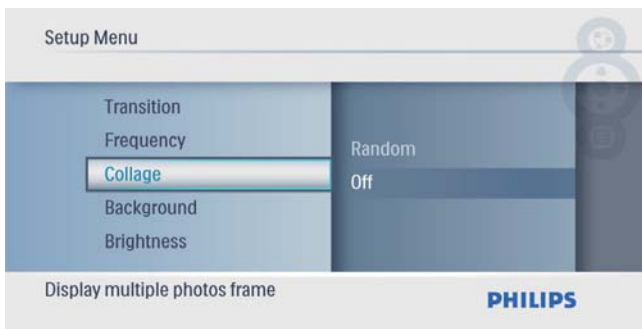 Setup Menu
Transition
Frequency
Collage
Background
Brightness
Random
Off
Display multiple photos frame
PHILIPS